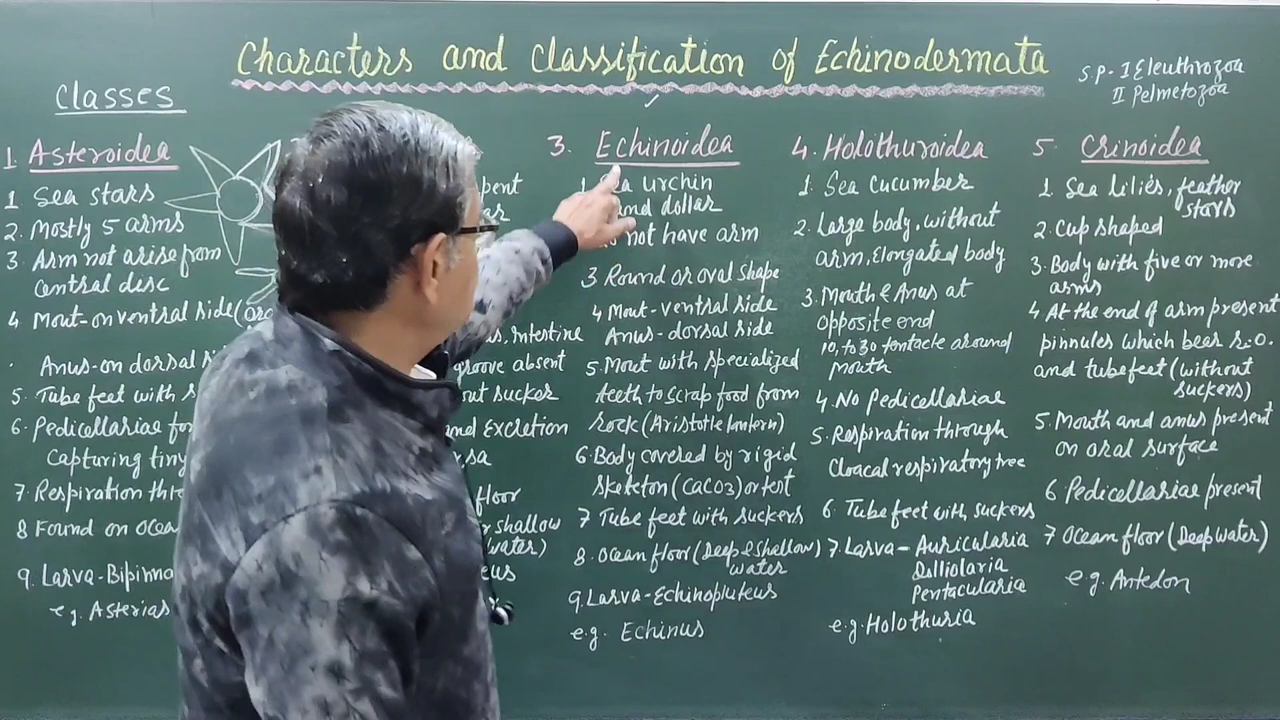 Characters and Classification of Echinodermata
S.P- I Eleuthrozoa
II Pelmetozoa
Classes
1. Asteroidea
1 Sea stars
2. Mostly 5 arms
3 Arm not arise from
central disc
4 Mout-on ventral side
Anus-on dorsal
5. Tube feet with
6. Pedicellariae
Capturing tiny
7 Respiration
8 Found on
9. Larva-
e.g. Asterias
Intestine
groove absent
sucker
and Excretion
floor
shallow
water)
3. Echinoidea
urchin
dollar
not have arm
3 Round or oval shape
4 Mout-ventral side
Anus-dorsal side
5. Mout with specialized
teeth to scrap food from
rock (Aristotle lantern)
6 Body covered by rigid
skeleton (CaCO3) or test
7 Tube feet with suckers
8. Ocean floor (Deep & shallow)
water
9. Larva-Echinopluteus
e.g. Echinus
4. Holothuroidea
1. Sea cucumber
2. Large body, without
arm, Elongated body
3. Mouth & Anus at
opposite end
10, to 30 tentacle around
mouth
4. No Pedicellariae
5. Respiration through
Cloacal respiratory tree
6. Tube feet with suckers
7. Larva- Auricularia
Dolliolaria
Pentacularia
e.g. Holothuria
5 Crinoidea
1. Sea lilies, feather
stars
2. Cup shaped
3. Body with five or more
arms
4 At the end of arm present
pinnules which bear r.o.
and tubefeet (without
suckers)
5. Mouth and anus present
on oral surface
6 Pedicellariae present
7 Ocean floor (Deep water)
e.g. Antedon